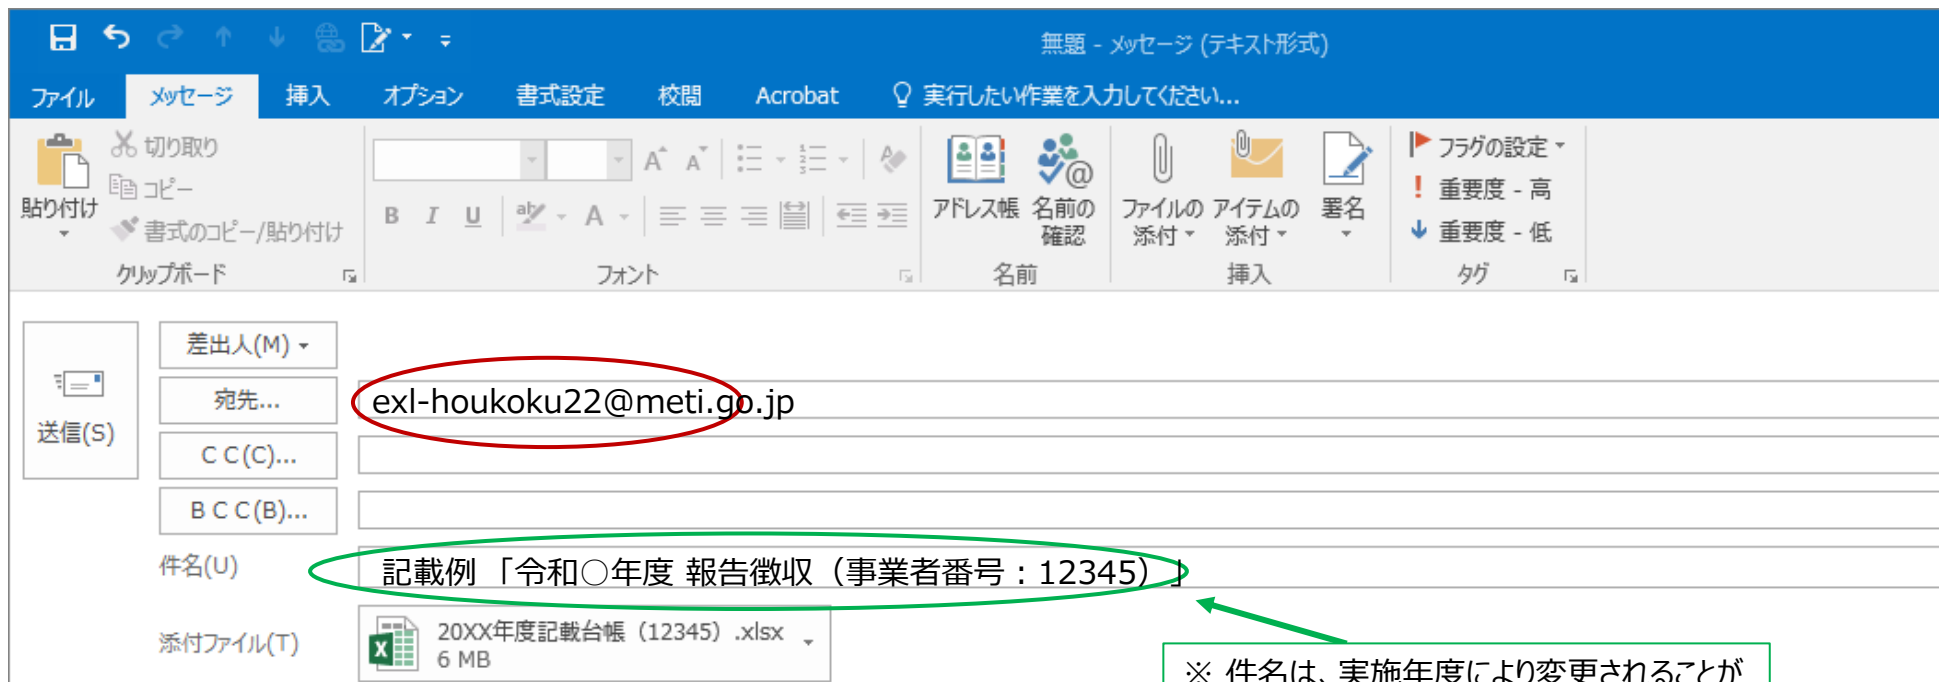 無題 - メッセージ (テキスト形式)
ファイル メッセージ 挿入 オプション 書式設定 校閲 Acrobat 実行したい作業を入力してください...
切り取り
コピー
書式のコピー/貼り付け
貼り付け
クリップボード
A A
B I U ab A
フォント
アドレス帳 名前の確認
名前
ファイルの添付 アイテムの添付 署名
挿入
フラグの設定
! 重要度 - 高
重要度 - 低
タグ
送信(S)
差出人(M)
宛先... exl-houkoku22@meti.go.jp
C C(C)...
B C C(B)...
件名(U) 記載例 「令和○年度 報告徴収（事業者番号：12345）」
添付ファイル(T) 20XX年度記載台帳（12345）.xlsx
6 MB
※ 件名は、実施年度により変更されることが